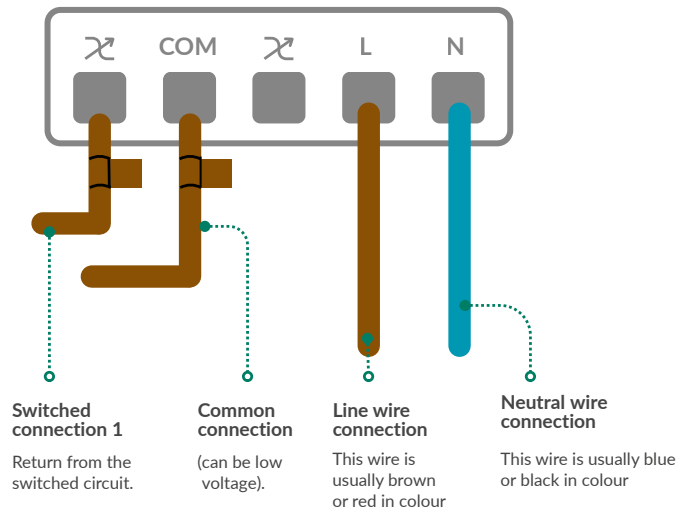 COM
L
N
Switched
connection 1
Return from the
switched circuit.
Common
connection
(can be low
voltage).
Line wire
connection
This wire is
usually brown
or red in colour
Neutral wire
connection
This wire is usually blue
or black in colour